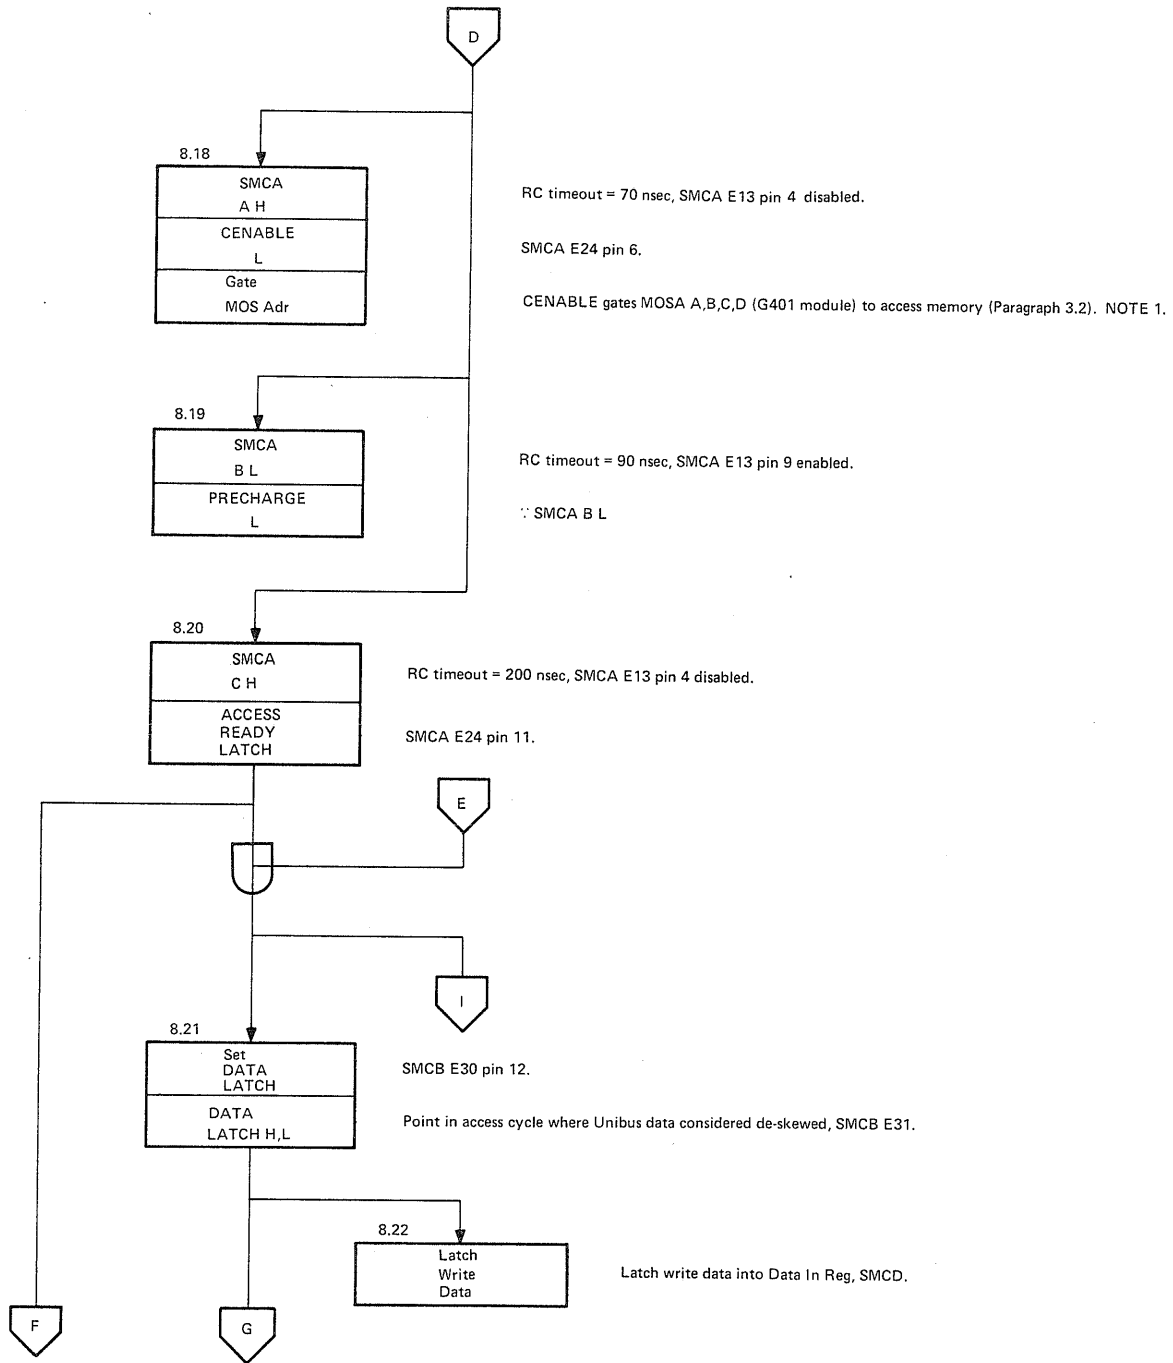 D
8.18
SMCA
A H
RC timeout = 70 nsec, SMCA E13 pin 4 disabled.
CENABLE
L
SMCA E24 pin 6.
Gate
MOS Adr
CENABLE gates MOSA A,B,C,D (G401 module) to access memory (Paragraph 3.2). NOTE 1.
8.19
SMCA
B L
RC timeout = 90 nsec, SMCA E13 pin 9 enabled.
PRECHARGE
L
∵ SMCA B L
8.20
SMCA
C H
RC timeout = 200 nsec, SMCA E13 pin 4 disabled.
ACCESS
READY
LATCH
SMCA E24 pin 11.
E
I
8.21
Set
DATA
LATCH
SMCB E30 pin 12.
DATA
LATCH H,L
Point in access cycle where Unibus data considered de-skewed, SMCB E31.
8.22
Latch
Write
Data
Latch write data into Data In Reg, SMCD.
F
G